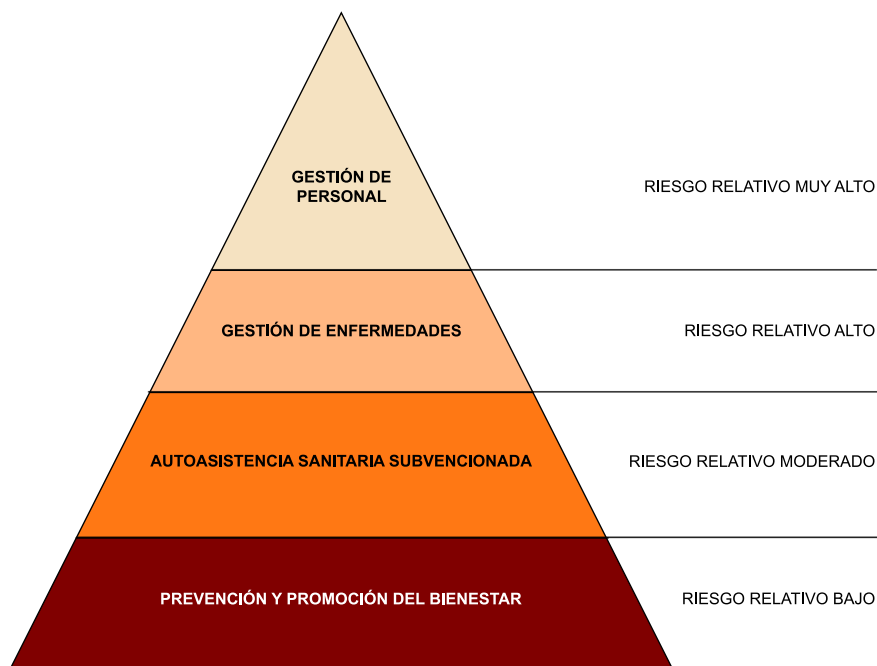 GESTIÓN DE
PERSONAL
RIESGO RELATIVO MUY ALTO
GESTIÓN DE ENFERMEDADES
RIESGO RELATIVO ALTO
AUTOASISTENCIA SANITARIA SUBVENCIONADA
RIESGO RELATIVO MODERADO
PREVENCIÓN Y PROMOCIÓN DEL BIENESTAR
RIESGO RELATIVO BAJO